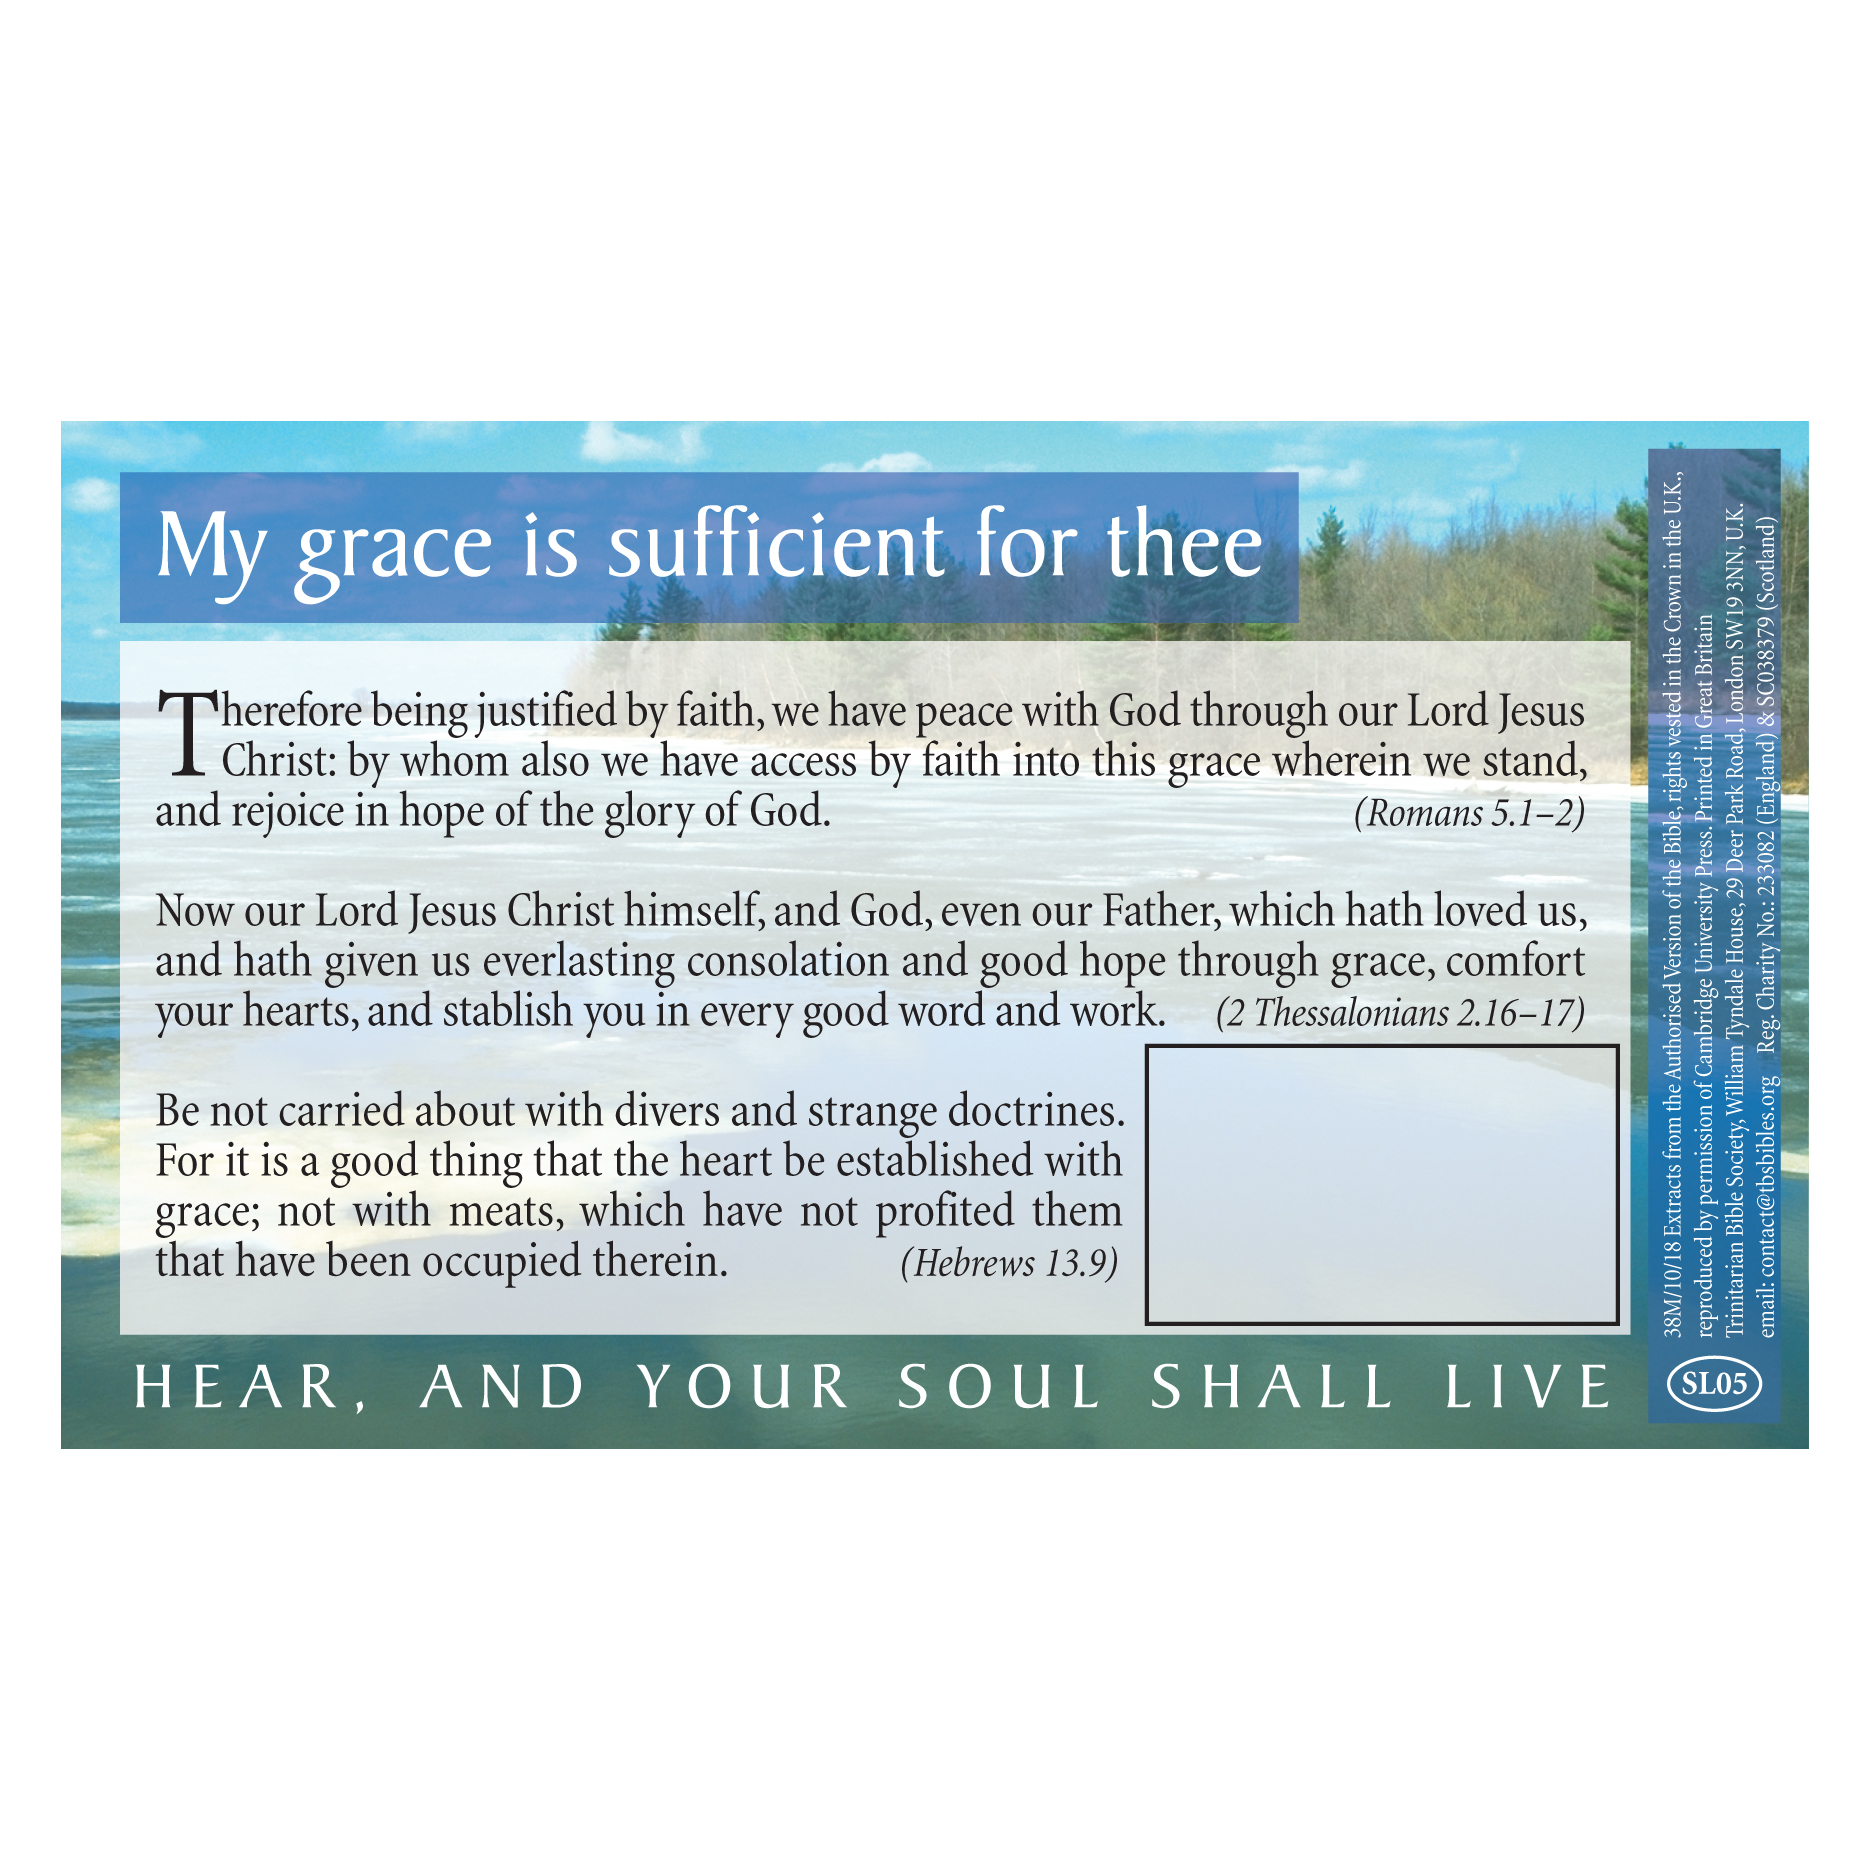 My grace is sufficient for thee
Therefore being justified by faith, we have peace with God through our Lord Jesus
Christ: by whom also we have access by faith into this grace wherein we stand,
and rejoice in hope of the glory of God. (Romans 5.1–2)
Now our Lord Jesus Christ himself, and God, even our Father, which hath loved us,
and hath given us everlasting consolation and good hope through grace, comfort
your hearts, and stablish you in every good word and work. (2 Thessalonians 2.16–17)
Be not carried about with divers and strange doctrines.
For it is a good thing that the heart be established with
grace; not with meats, which have not profited them
that have been occupied therein. (Hebrews 13.9)
HEAR, AND YOUR SOUL SHALL LIVE
38M/10/18 Extracts from the Authorised Version of the Bible, rights vested in the Crown in the U.K.,
reproduced by permission of Cambridge University Press. Printed in Great Britain
Trinitarian Bible Society, William Tyndale House, 29 Deer Park Road, London SW19 3NN, U.K.
email: contact@tbsbibles.org Reg. Charity No.: 233082 (England) & SC038379 (Scotland)
SL05